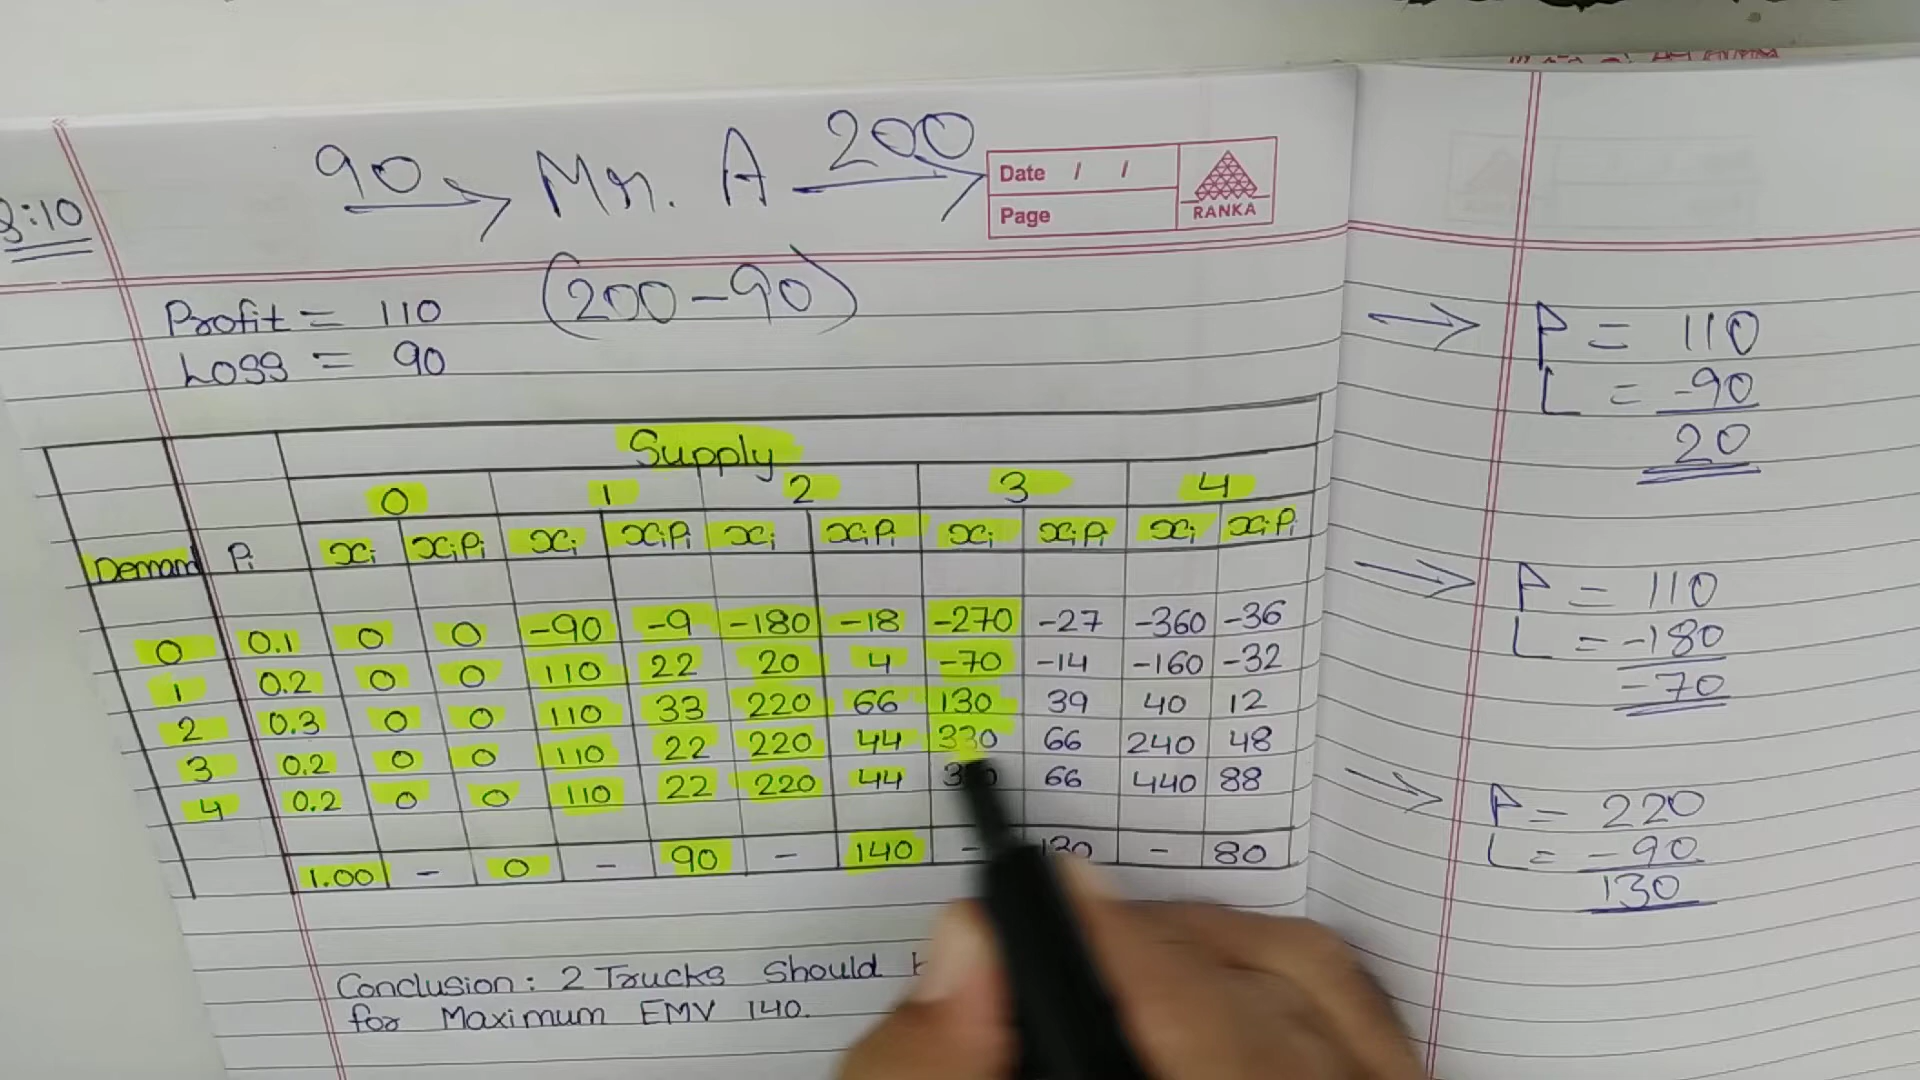 90 → Mr. A 200 →
Date / /
Page
RANKA
3:10
(200-90)
Profit = 110
Loss = 90
Supply
0 1 2 3 4
Demand Pi xi xiPi xi xiPi xi xiPi xi xiPi xi xiPi
0 0.1 0 0 -90 -9 -180 -18 -270 -27 -360 -36
1 0.2 0 0 110 22 20 4 -70 -14 -160 -32
2 0.3 0 0 110 33 220 66 130 39 40 12
3 0.2 0 0 110 22 220 44 330 66 240 48
4 0.2 0 0 110 22 220 44 66 440 88
1.00 - 0 - 90 - 140 - 130 - 80
Conclusion: 2 Trucks Should
for Maximum EMV 140.
→ P = 110
L = -90
20
→ P = 110
L = -180
-70
→ P = 220
L = -90
130